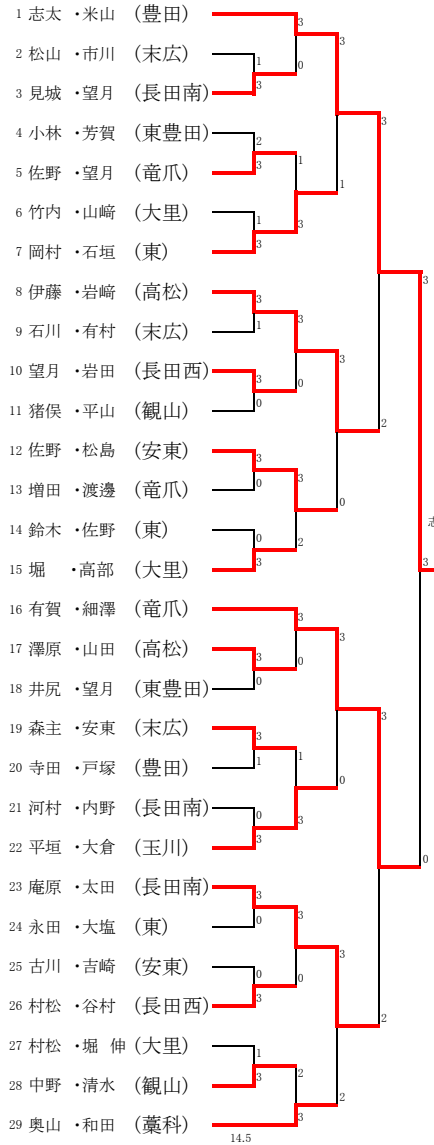 1 志太 ・米山 (豊田)
2 松山 ・市川 (末広)
3 見城 ・望月 (長田南)
4 小林 ・芳賀 (東豊田)
5 佐野 ・望月 (竜爪)
6 竹内 ・山﨑 (大里)
7 岡村 ・石垣 (東)
8 伊藤 ・岩﨑 (高松)
9 石川 ・有村 (末広)
10 望月 ・岩田 (長田西)
11 猪俣 ・平山 (観山)
12 佐野 ・松島 (安東)
13 増田 ・渡邊 (竜爪)
14 鈴木 ・佐野 (東)
15 堀 ・高部 (大里)
16 有賀 ・細澤 (竜爪)
17 澤原 ・山田 (高松)
18 井尻 ・望月 (東豊田)
19 森主 ・安東 (末広)
20 寺田 ・戸塚 (豊田)
21 河村 ・内野 (長田南)
22 平垣 ・大倉 (玉川)
23 庵原 ・太田 (長田南)
24 永田 ・大塩 (東)
25 古川 ・吉崎 (安東)
26 村松 ・谷村 (長田西)
27 村松 ・堀 伸 (大里)
28 中野 ・清水 (観山)
29 奥山 ・和田 (藁科)
1
3
2
3
1
3
3
1
3
0
3
0
0
3
3
0
3
1
0
3
3
0
0
3
1
3
3
0
1
3
3
0
3
2
3
0
1
3
3
0
2
3
3
1
3
0
3
0
3
2
3
2
3
2
3
0
3
14.5